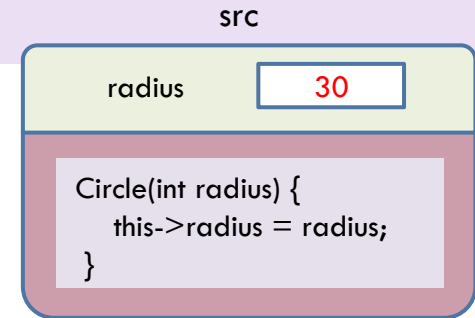 src
radius 30
Circle(int radius) {
this->radius = radius;
}